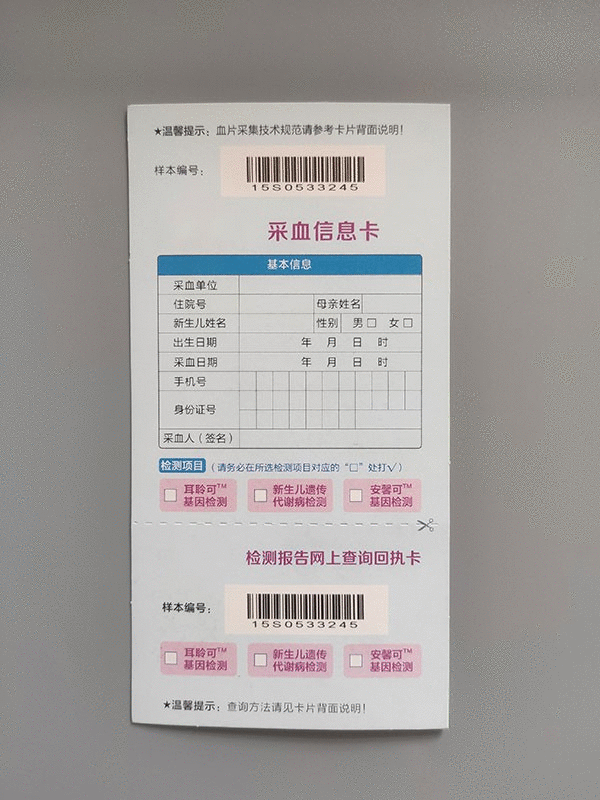 ★温馨提示：血片采集技术规范请参考卡片背面说明！
样本编号：
15S0533245
采血信息卡
基本信息
采血单位
住院号 母亲姓名
新生儿姓名 性别 男□ 女□
出生日期 年 月 日 时
采血日期 年 月 日 时
手机号
身份证号
采血人（签名）
检测项目（请务必在所选检测项目对应的“□”处打√）
□ 耳聆可™ □ 新生儿遗传 □ 安馨可™
基因检测 代谢病检测 基因检测
检测报告网上查询回执卡
样本编号：
15S0533245
□ 耳聆可™ □ 新生儿遗传 □ 安馨可™
基因检测 代谢病检测 基因检测
★温馨提示：查询方法请见卡片背面说明！